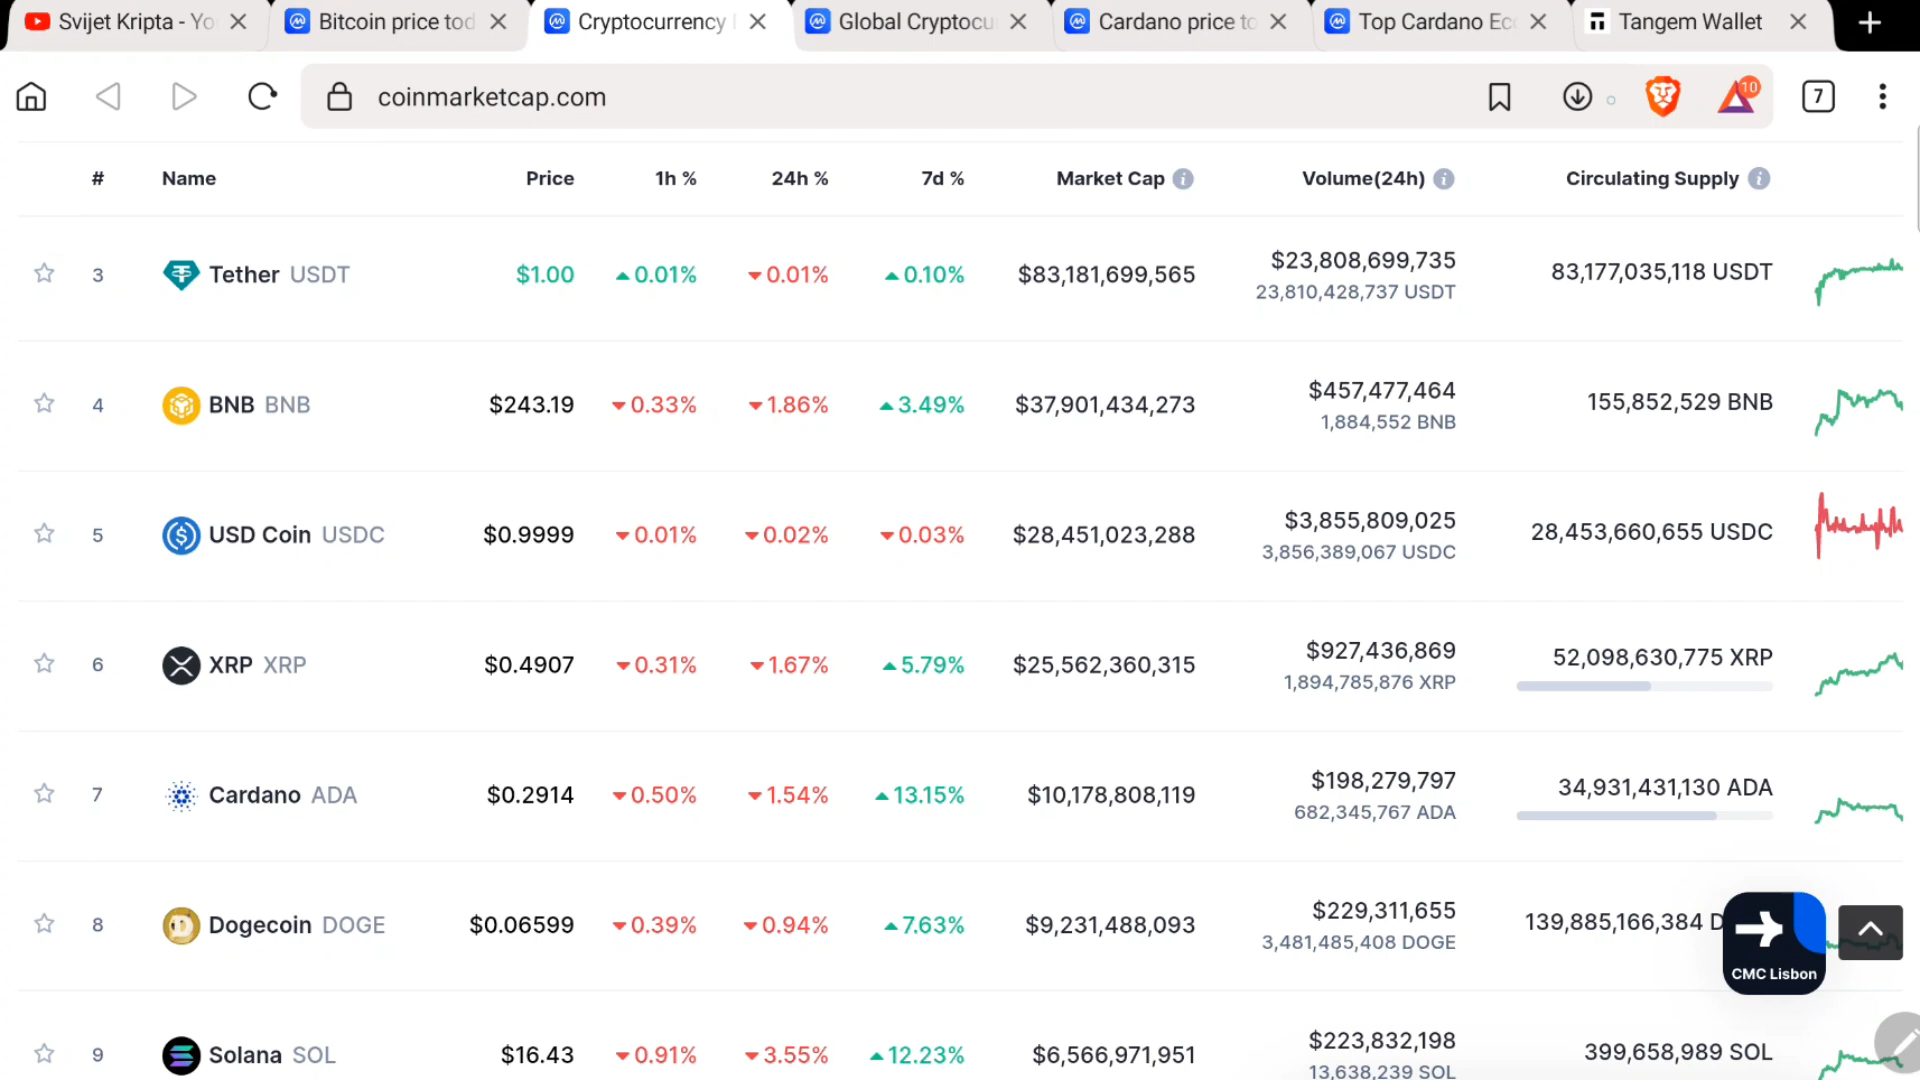 Svijet Kripta - Yo
Bitcoin price tod
Cryptocurrency
Global Cryptocu
Cardano price to
Top Cardano Ec
Tangem Wallet
coinmarketcap.com
10
7
# Name Price 1h % 24h % 7d % Market Cap Volume(24h) Circulating Supply
3 Tether USDT $1.00 0.01% 0.01% 0.10% $83,181,699,565 $23,808,699,735 83,177,035,118 USDT
23,810,428,737 USDT
4 BNB BNB $243.19 0.33% 1.86% 3.49% $37,901,434,273 $457,477,464 155,852,529 BNB
1,884,552 BNB
5 USD Coin USDC $0.9999 0.01% 0.02% 0.03% $28,451,023,288 $3,855,809,025 28,453,660,655 USDC
3,856,389,067 USDC
6 XRP XRP $0.4907 0.31% 1.67% 5.79% $25,562,360,315 $927,436,869 52,098,630,775 XRP
1,894,785,876 XRP
7 Cardano ADA $0.2914 0.50% 1.54% 13.15% $10,178,808,119 $198,279,797 34,931,431,130 ADA
682,345,767 ADA
8 Dogecoin DOGE $0.06599 0.39% 0.94% 7.63% $9,231,488,093 $229,311,655 139,885,166,384 D
3,481,485,408 DOGE
CMC Lisbon
9 Solana SOL $16.43 0.91% 3.55% 12.23% $6,566,971,951 $223,832,198 399,658,989 SOL
13,638,239 SOL